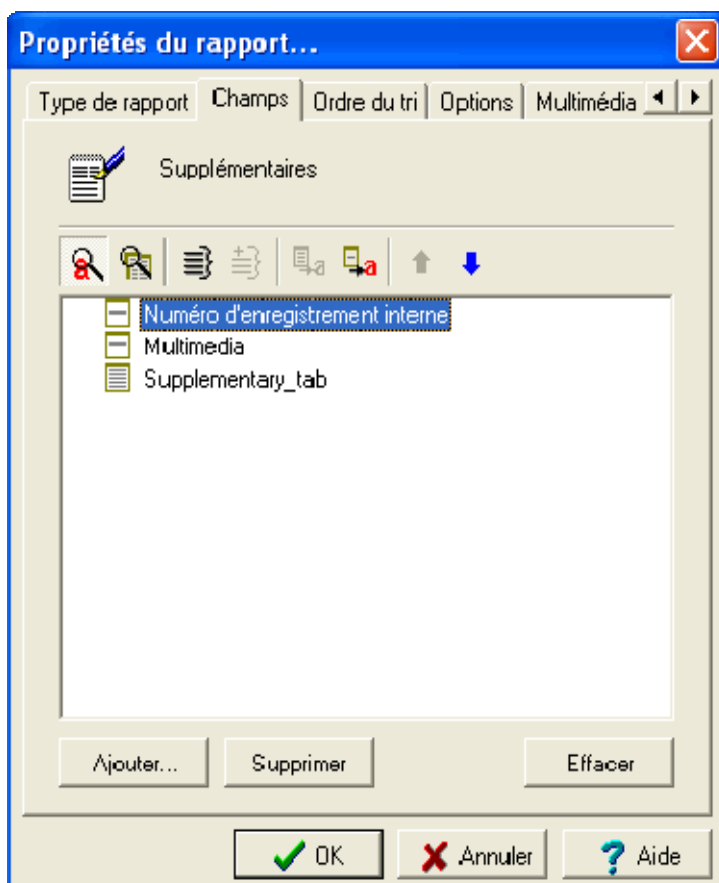 Propriétés du rapport...
Type de rapport Champs Ordre du tri Options Multimédia
Supplémentaires
Numéro d'enregistrement interne
Multimedia
Supplementary_tab
Ajouter... Supprimer Effacer
OK Annuler Aide